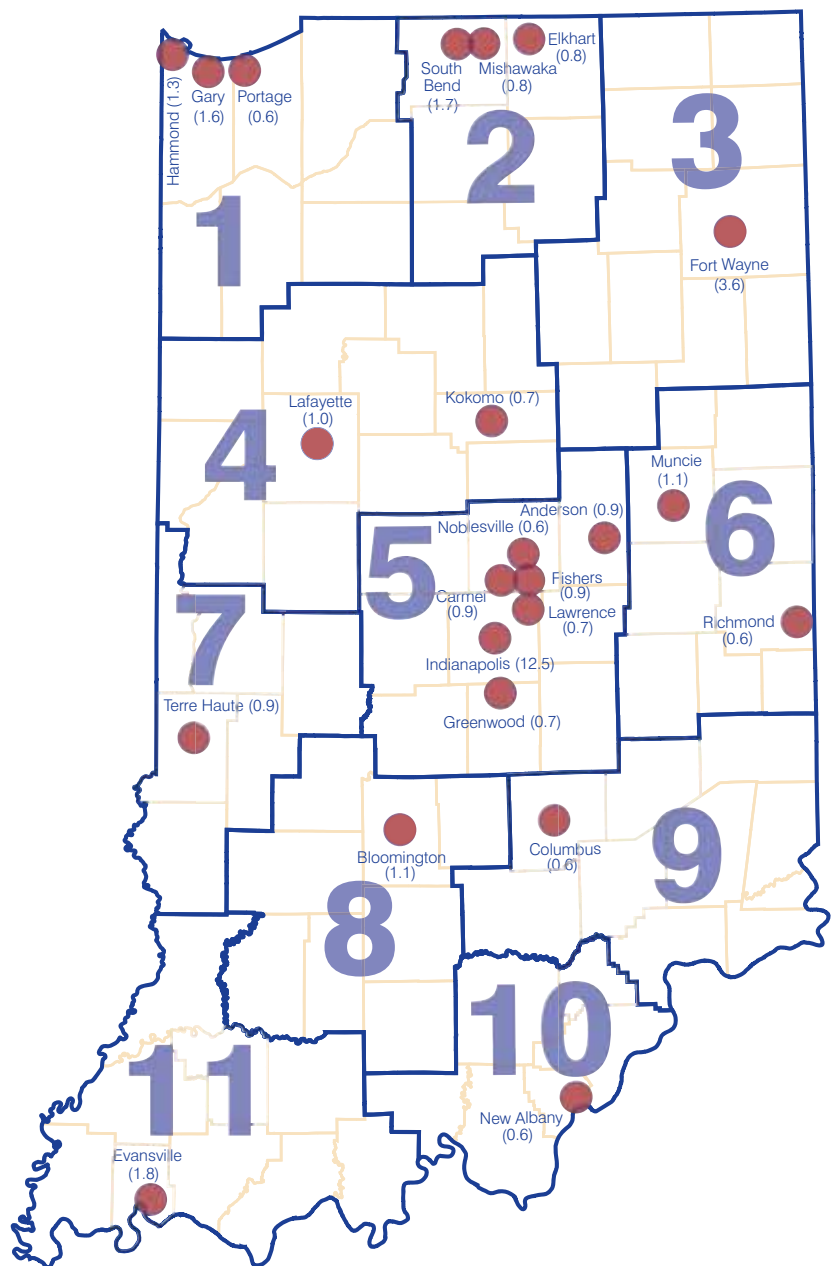 Hammond (1.3)
Gary
(1.6)
Portage
(0.6)
South
Bend
(1.7)
Mishawaka
(0.8)
Elkhart
(0.8)
1
2
3
Fort Wayne
(3.6)
Lafayette
(1.0)
Kokomo (0.7)
4
Muncie
(1.1)
Anderson (0.9)
Noblesville (0.6)
5
6
Carmel
(0.9)
Fishers
(0.9)
Lawrence
(0.7)
Richmond
(0.6)
Indianapolis (12.5)
7
Terre Haute (0.9)
Greenwood (0.7)
Bloomington
(1.1)
Columbus
(0.6)
9
8
10
11
New Albany
(0.6)
Evansville
(1.8)